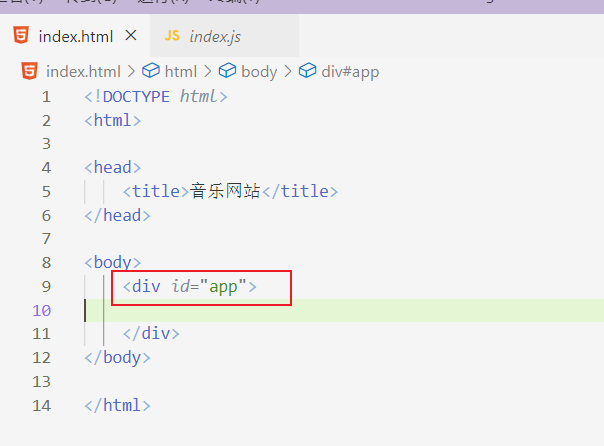 index.html × JS index.js
index.html > html > body > div#app
1 <!DOCTYPE html>
2 <html>
3
4 <head>
5 <title>音乐网站</title>
6 </head>
7
8 <body>
9 <div id="app">
10
11 </div>
12 </body>
13
14 </html>